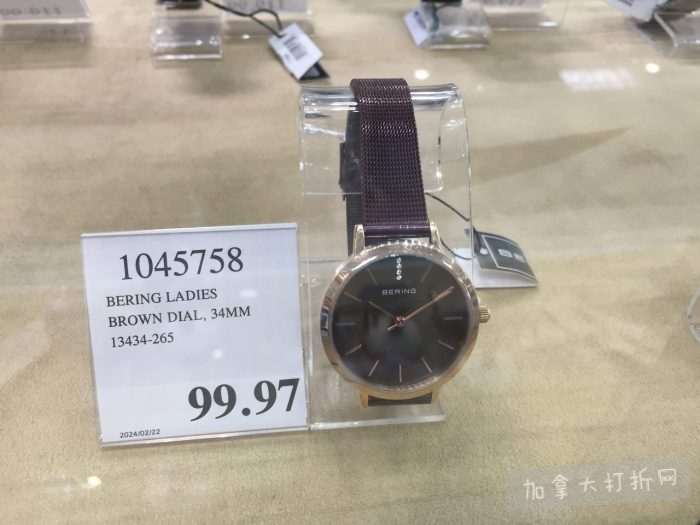 1045758
BERING LADIES
BROWN DIAL, 34MM
13434-265
99.97
2024/02/22
BERING
加拿大打折网